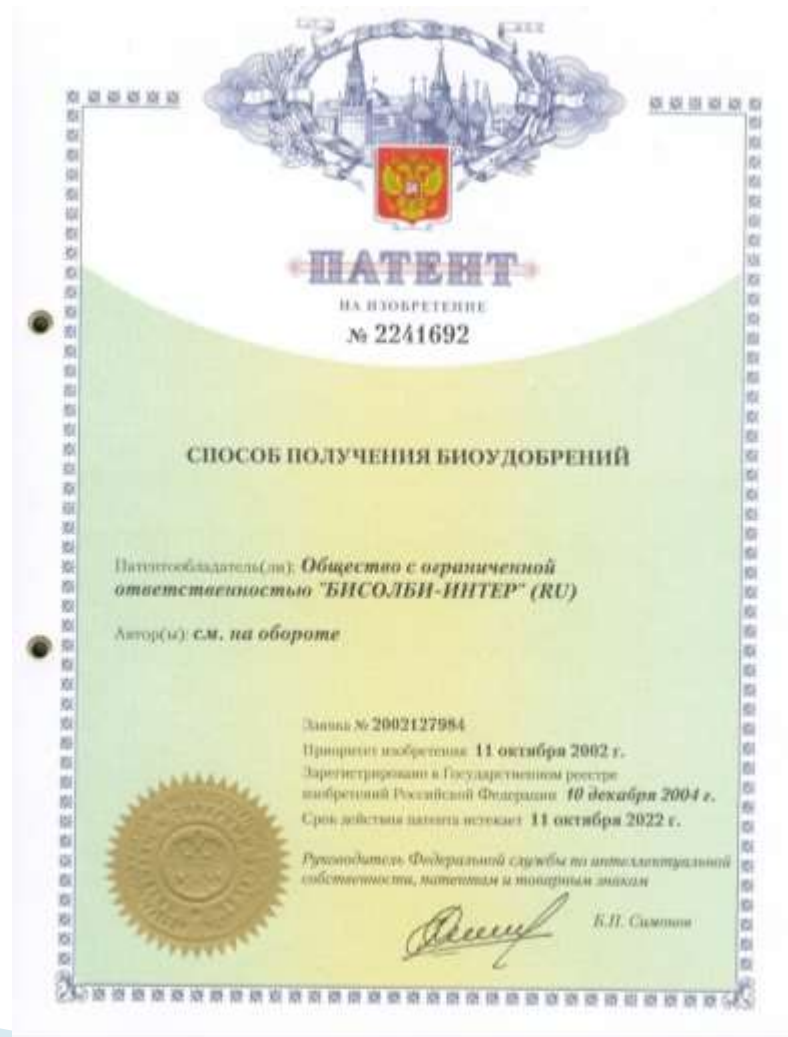 ПАТЕНТ
НА ИЗОБРЕТЕНИЕ
№ 2241692
СПОСОБ ПОЛУЧЕНИЯ БИОУДОБРЕНИЙ
Патентообладатель(ли): Общество с ограниченной
ответственностью "БИСОЛБИ-ИНТЕР" (RU)
Автор(ы): см. на обороте
Заявка № 2002127984
Приоритет изобретения 11 октября 2002 г.
Зарегистрировано в Государственном реестре
изобретений Российской Федерации 10 декабря 2004 г.
Срок действия патента истекает 11 октября 2022 г.
Руководитель Федеральной службы по интеллектуальной
собственности, патентам и товарным знакам
Б.П. Симонов